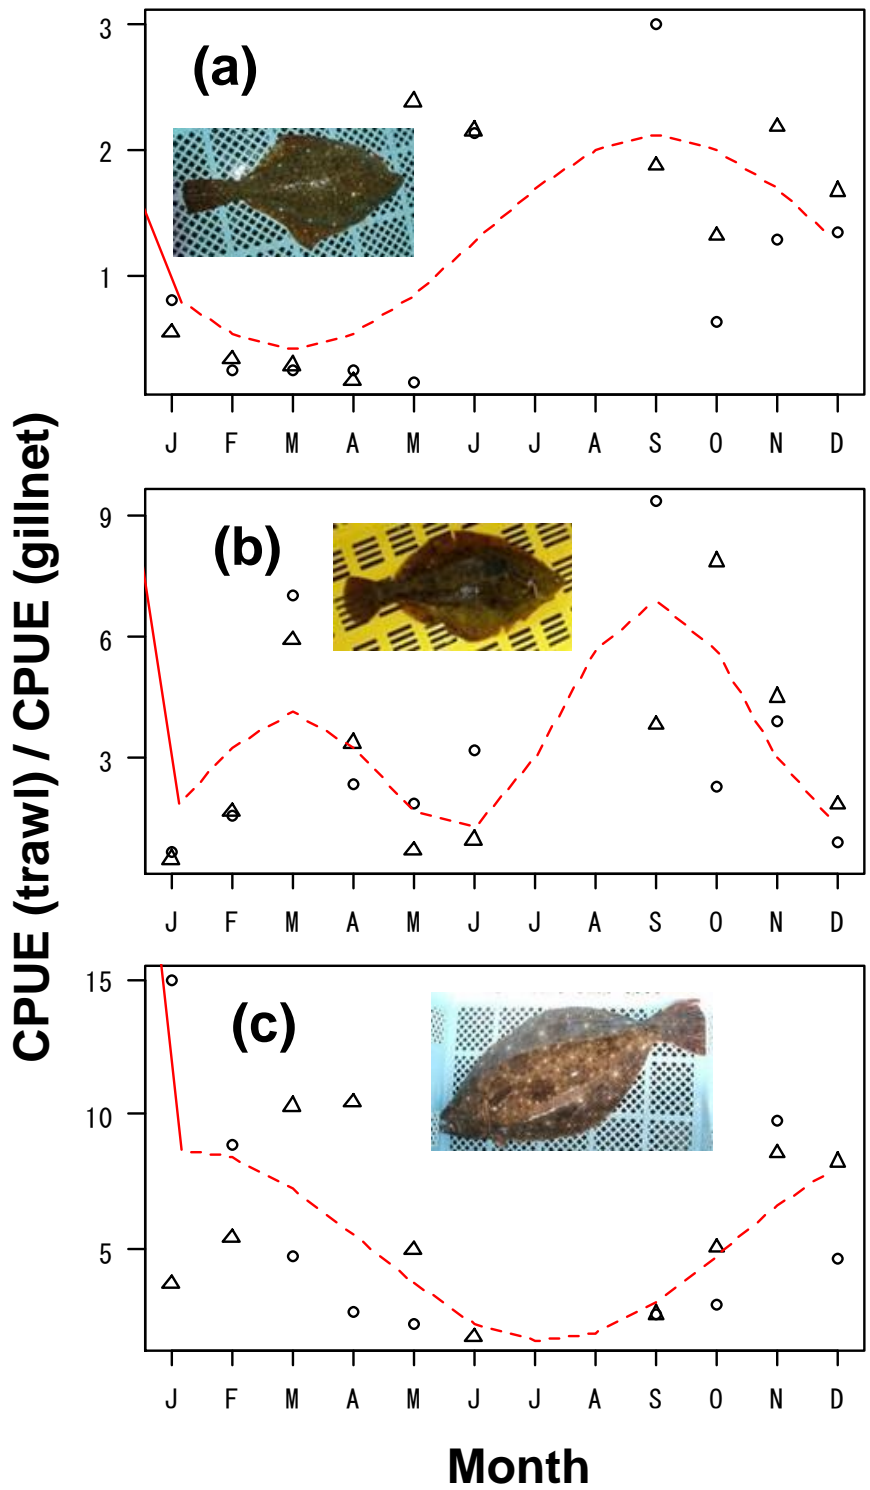 CPUE (trawl) / CPUE (gillnet)
(a)
3
2
1
J F M A M J J A S O N D
(b)
9
6
3
J F M A M J J A S O N D
(c)
15
10
5
J F M A M J J A S O N D
Month